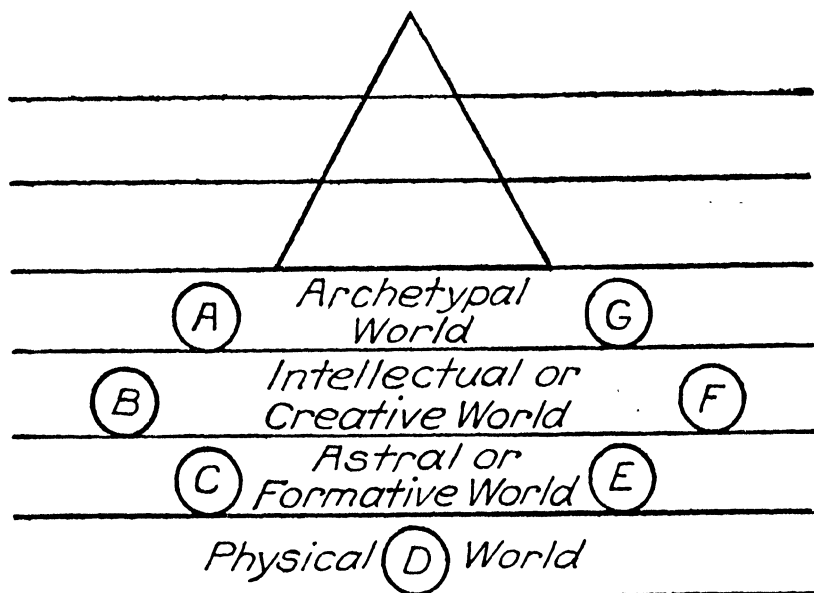 A Archetypal G
World
B Intellectual or F
Creative World
C Astral or E
Formative World
Physical D World